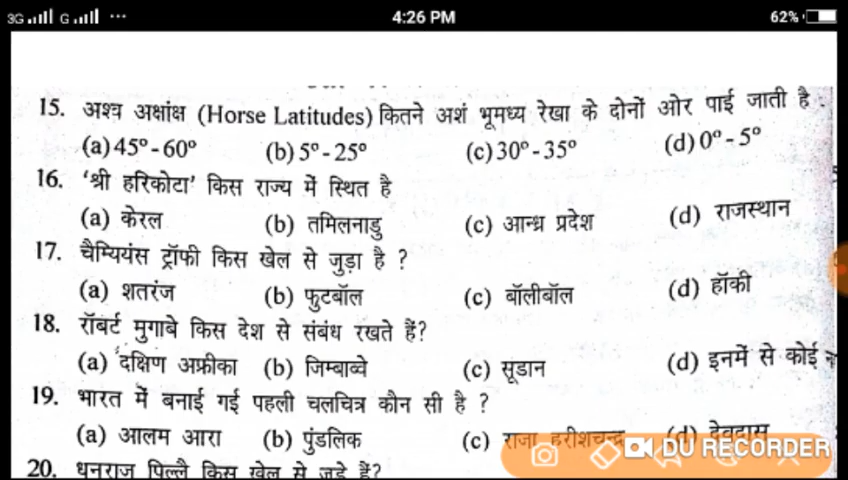 3G G ... 4:26 PM 62%
15. अश्व अक्षांक्ष (Horse Latitudes) कितने अशं भूमध्य रेखा के दोनों ओर पाई जाती है
(a) 45° - 60° (b) 5° - 25° (c) 30° - 35° (d) 0° - 5°
16. 'श्री हरिकोटा' किस राज्य में स्थित है
(a) केरल (b) तमिलनाडु (c) आन्ध्र प्रदेश (d) राजस्थान
17. चैम्यियंस ट्रॉफी किस खेल से जुड़ा है ?
(a) शतरंज (b) फुटबॉल (c) बॉलीबॉल (d) हॉकी
18. रॉबर्ट मुगाबे किस देश से संबंध रखते हैं?
(a) दक्षिण अफ्रीका (b) जिम्बाव्वे (c) सूडान (d) इनमें से कोई
19. भारत में बनाई गई पहली चलचित्र कौन सी है ?
(a) आलम आरा (b) पुंडलिक (c) राजा हरीशचन्द्र (d) देवदास
DU RECORDER
20. धनराज पिल्लै किस खेल से जुड़े हैं?